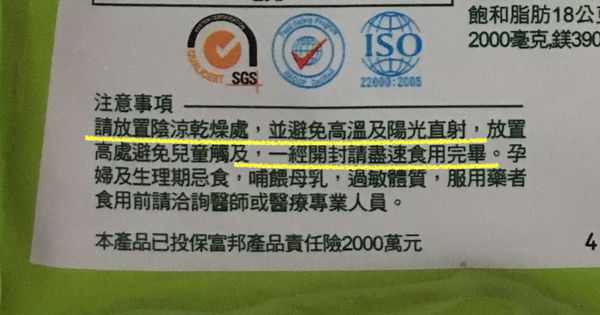 飽和脂肪18公
2000毫克,鎂390
QUALICERT
SGS
ISO
22000:2005
注意事項
請放置陰涼乾燥處，並避免高溫及陽光直射，放置
高處避免兒童觸及，一經開封請盡速食用完畢。孕
婦及生理期忌食，哺餵母乳，過敏體質，服用藥者
食用前請洽詢醫師或醫療專業人員。
本產品已投保富邦產品責任險2000萬元
4